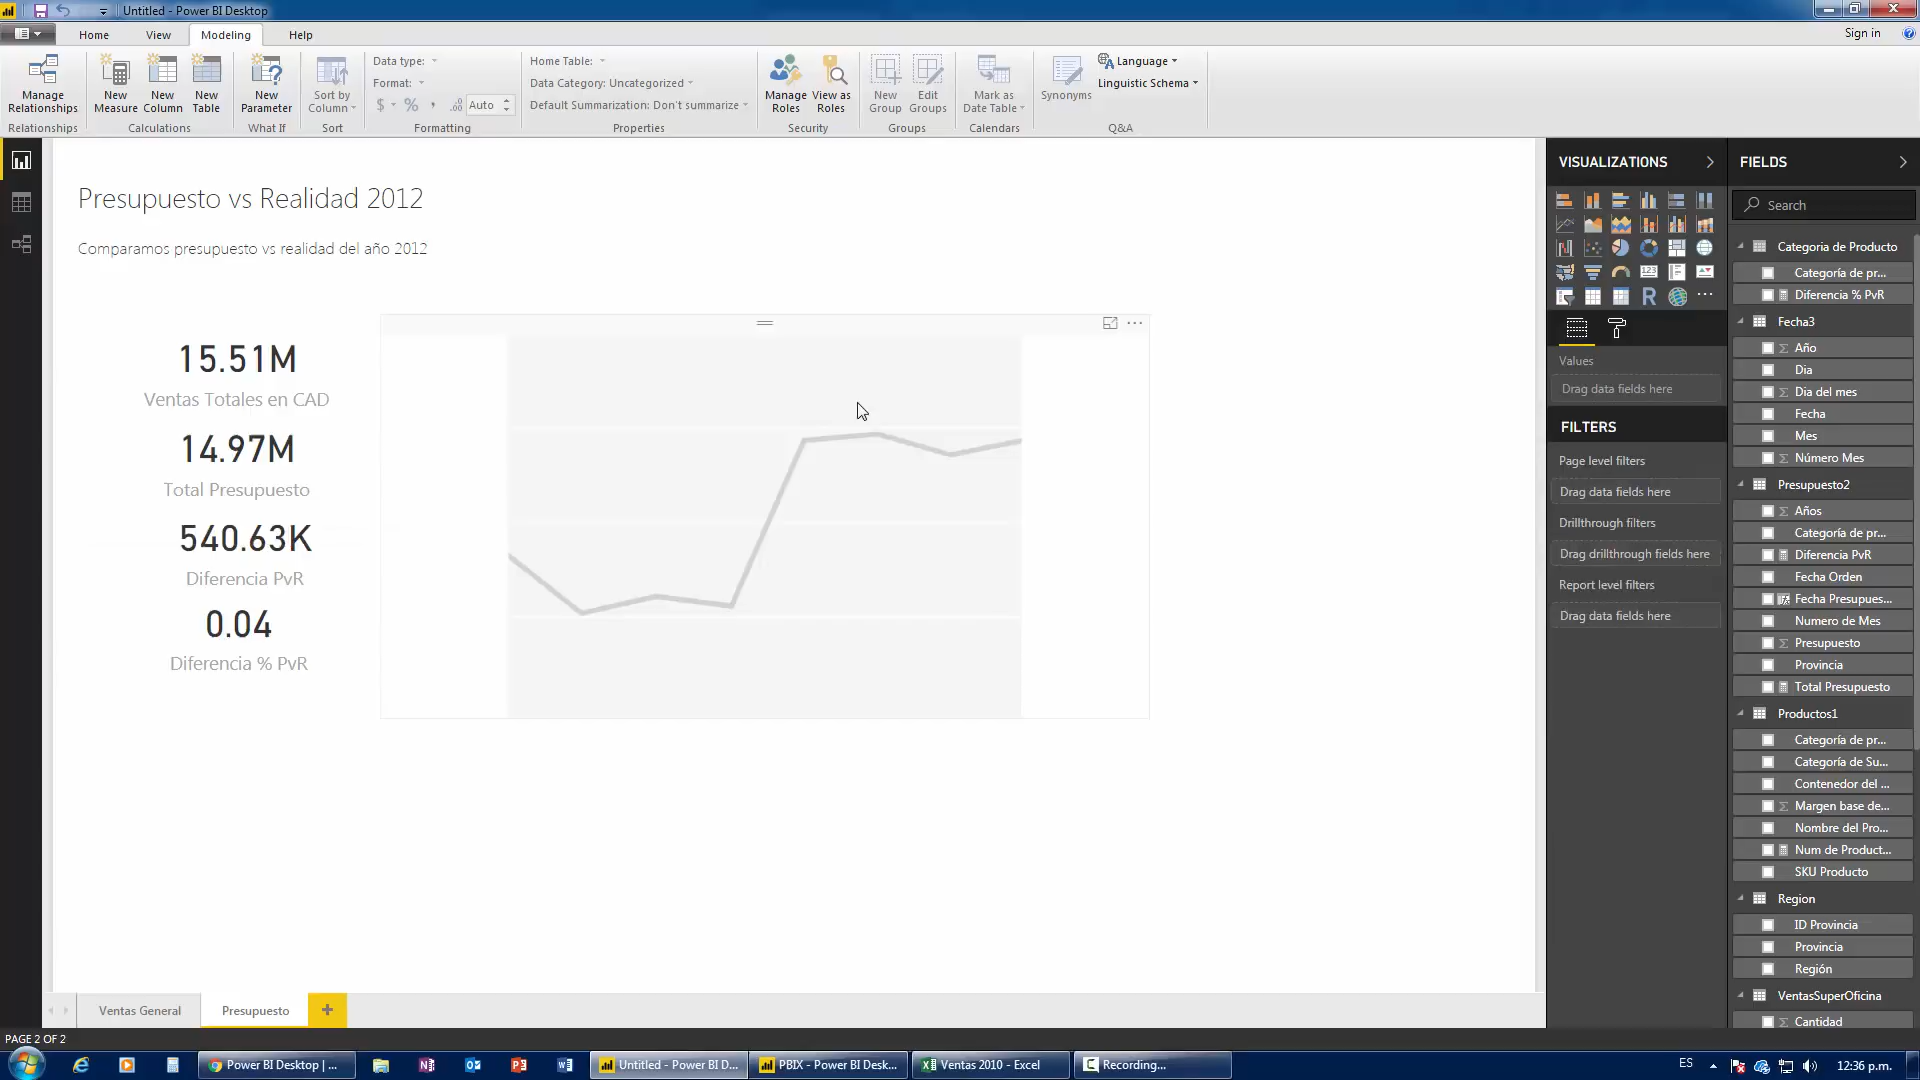 Untitled - Power BI Desktop
Home
View
Modeling
Help
Sign in
Manage Relationships
New Measure
New Column
New Table
New Parameter
Sort by Column
Data type:
Format:
$ % , Auto
Home Table:
Data Category: Uncategorized
Default Summarization: Don't summarize
Manage Roles
View as Roles
New Group
Edit Groups
Mark as Date Table
Synonyms
Language
Linguistic Schema
Relationships
Calculations
What If
Sort
Formatting
Properties
Security
Groups
Calendars
Q&A
Presupuesto vs Realidad 2012
Comparamos presupuesto vs realidad del año 2012
15.51M
Ventas Totales en CAD
14.97M
Total Presupuesto
540.63K
Diferencia PvR
0.04
Diferencia % PvR
VISUALIZATIONS
R
123
Values
Drag data fields here
FILTERS
Page level filters
Drag data fields here
Drillthrough filters
Drag drillthrough fields here
Report level filters
Drag data fields here
FIELDS
Search
Categoria de Producto
Categoría de pr...
Diferencia % PvR
Fecha3
Año
Dia
Dia del mes
Fecha
Mes
Número Mes
Presupuesto2
Años
Categoría de pr...
Diferencia PvR
Fecha Orden
Fecha Presupues...
Numero de Mes
Presupuesto
Provincia
Total Presupuesto
Productos1
Categoría de pr...
Categoría de Su...
Contenedor del ...
Margen base de...
Nombre del Pro...
Num de Product...
SKU Producto
Region
ID Provincia
Provincia
Región
VentasSuperOficina
Cantidad
Ventas General
Presupuesto
PAGE 2 OF 2
Power BI Desktop | ...
Untitled - Power BI D...
PBIX - Power BI Desk...
Ventas 2010 - Excel
Recording...
ES
12:36 p.m.